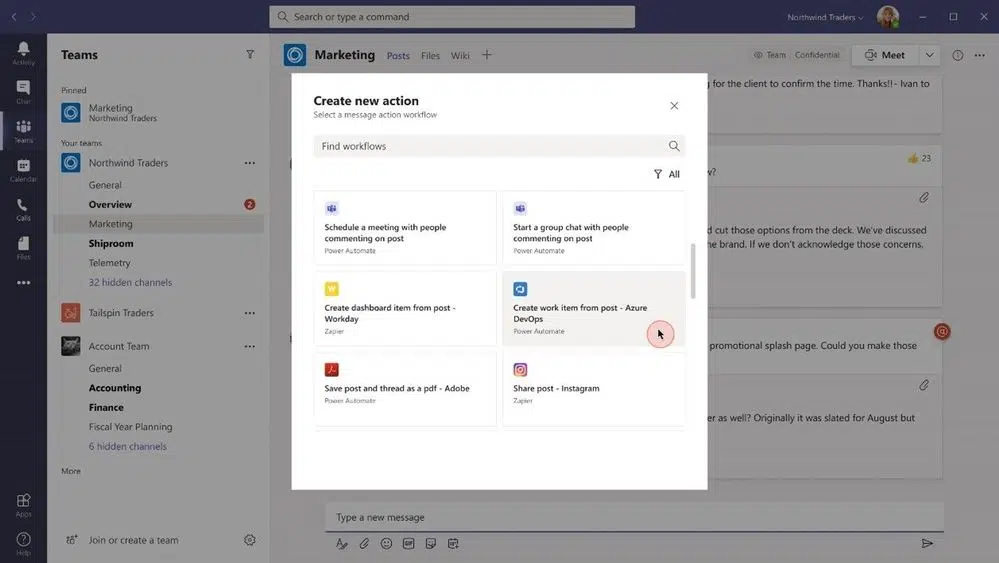 Search or type a command
Northwind Traders
Activity
Chat
Teams
Calendar
Calls
Files
Apps
Help
Teams
Pinned
Marketing
Northwind Traders
Your teams
Northwind Traders
General
Overview
2
Marketing
Shiproom
Telemetry
32 hidden channels
Tailspin Traders
Account Team
General
Accounting
Finance
Fiscal Year Planning
6 hidden channels
More
Join or create a team
Marketing
Posts
Files
Wiki
Team
Confidential
Meet
g for the client to confirm the time. Thanks!!- Ivan to
23
w?
d cut those options from the deck. We've discussed
he brand. If we don't acknowledge those concerns.
promotional splash page. Could you make those
er as well? Originally it was slated for August but
Type a new message
GIF
Create new action
Select a message action workflow
Find workflows
All
Schedule a meeting with people
commenting on post
Power Automate
Start a group chat with people
commenting on post
Power Automate
W
Create dashboard item from post -
Workday
Zapier
Create work item from post - Azure
DevOps
Power Automate
Save post and thread as a pdf - Adobe
Power Automate
Share post - Instagram
Zapier